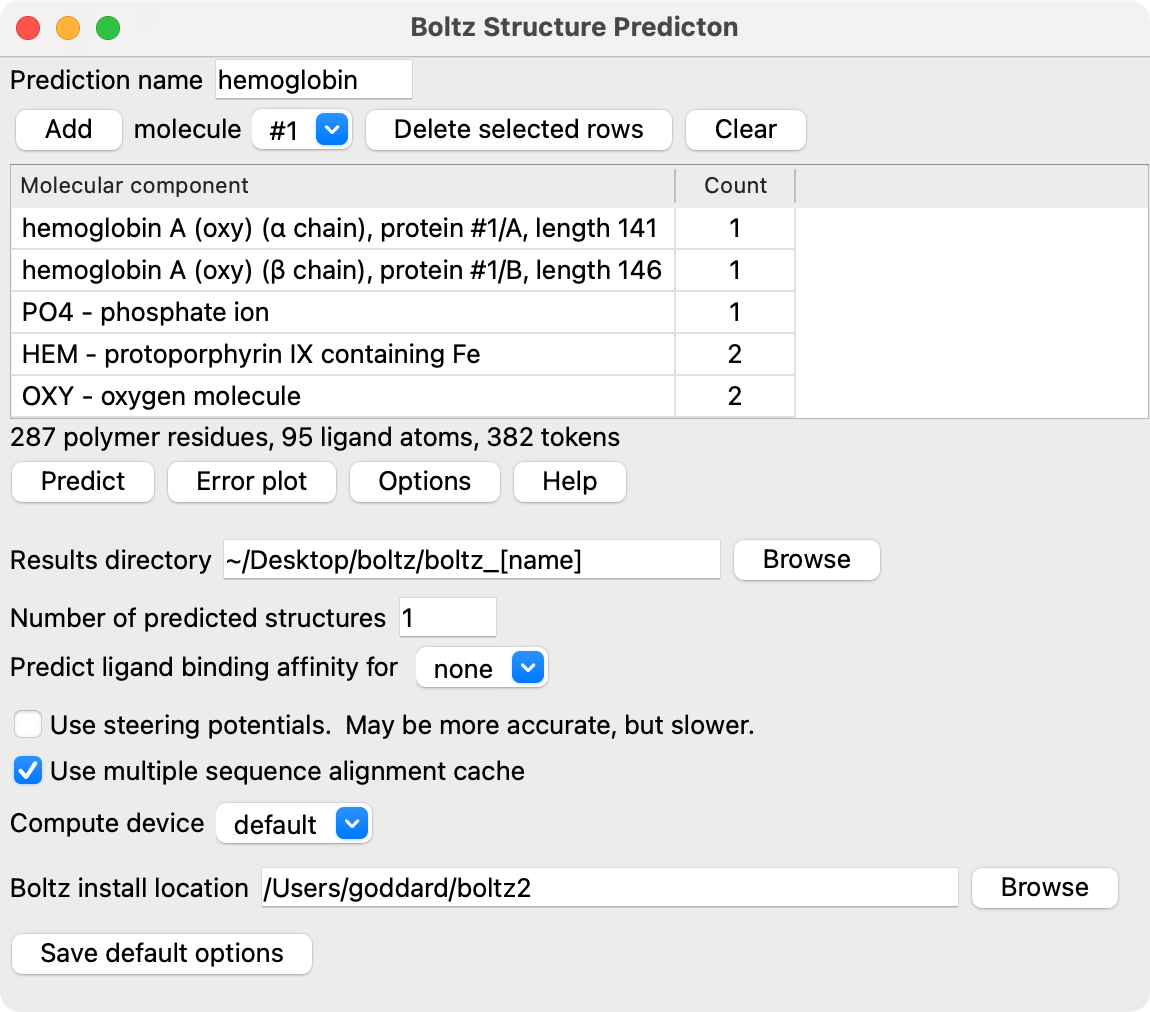 Boltz Structure Predicton
Prediction name hemoglobin
Add molecule #1 Delete selected rows Clear
Molecular component Count
hemoglobin A (oxy) (α chain), protein #1/A, length 141 1
hemoglobin A (oxy) (β chain), protein #1/B, length 146 1
PO4 - phosphate ion 1
HEM - protoporphyrin IX containing Fe 2
OXY - oxygen molecule 2
287 polymer residues, 95 ligand atoms, 382 tokens
Predict Error plot Options Help
Results directory ~/Desktop/boltz/boltz_[name] Browse
Number of predicted structures 1
Predict ligand binding affinity for none
Use steering potentials.  May be more accurate, but slower.
Use multiple sequence alignment cache
Compute device default
Boltz install location /Users/goddard/boltz2 Browse
Save default options